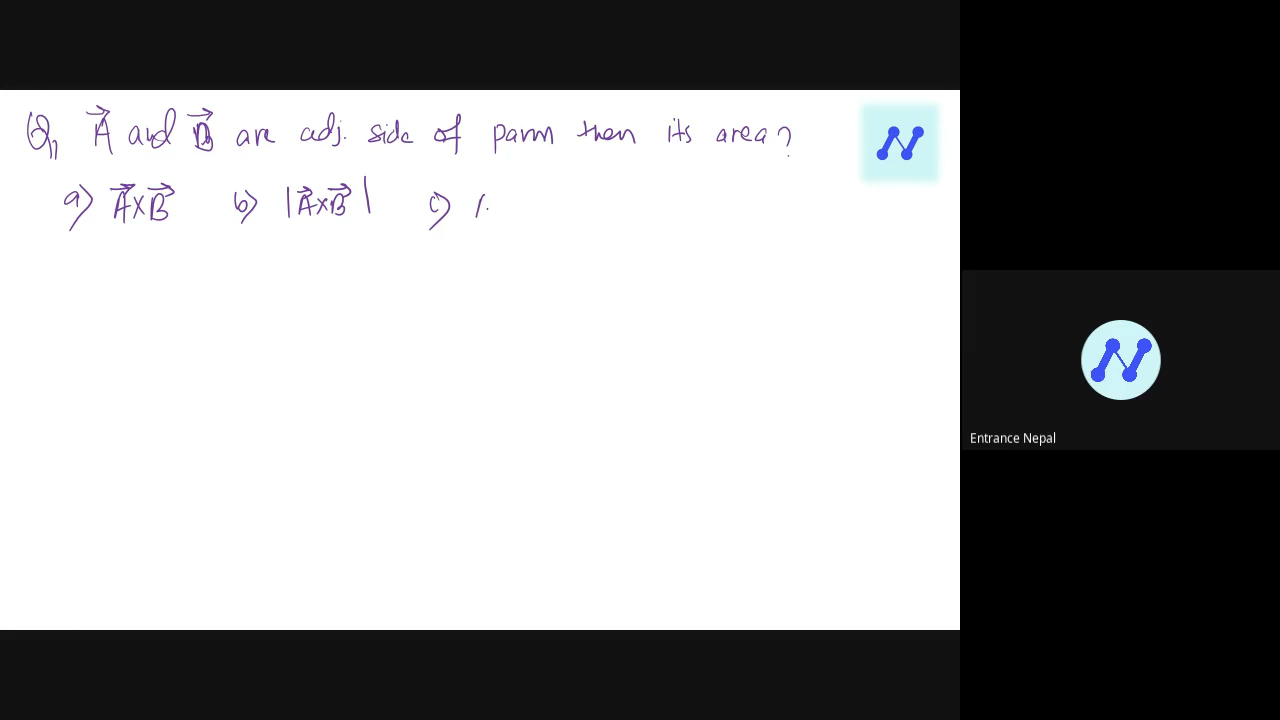 Q, A⃗ and B⃗ are adj. side of parm then its area?
a) A⃗×B⃗ b) |A⃗×B⃗| c)
Entrance Nepal